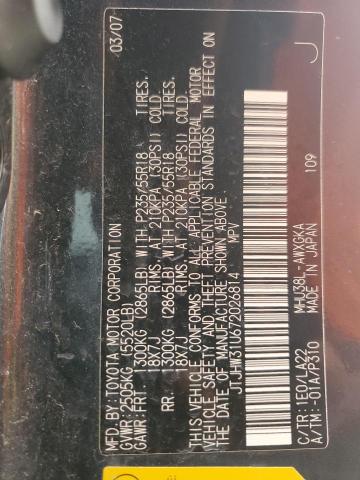 MFD.BY:TOYOTA MOTOR CORPORATION 03/07
GVWR:2505KG (5520LB)
GAWR:FRT. 1300KG (2865LB) WITH P235/55R18 TIRES.
18X7J RIMS AT 210KPA (30PSI) COLD.
RR. 1300KG (2865LB) WITH P235/55R18 TIRES.
18X7J RIMS AT 210KPA (30PSI) COLD.
THIS VEHICLE CONFORMS TO ALL APPLICABLE FEDERAL MOTOR
VEHICLE SAFETY AND THEFT PREVENTION STANDARDS IN EFFECT ON
THE DATE OF MANUFACTURE SHOWN ABOVE.
JTJHW31U672026814 MPV
J
109
MHU38L-AWXGKA
C/TR:1E0/LA22 MADE IN JAPAN
A/TM:-01A/P310